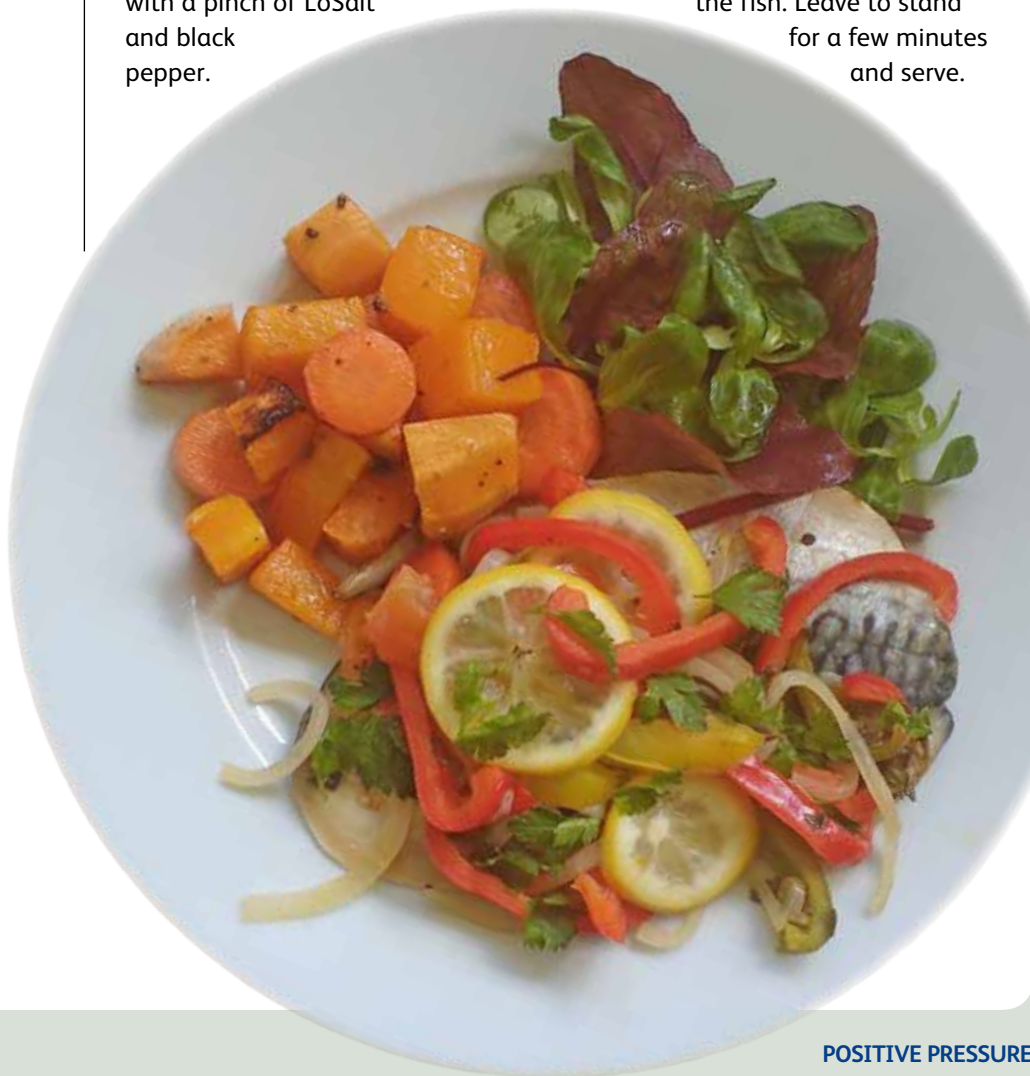 with a pinch of LoSalt
and black
pepper.
the fish. Leave to stand
for a few minutes
and serve.
POSITIVE PRESSURE